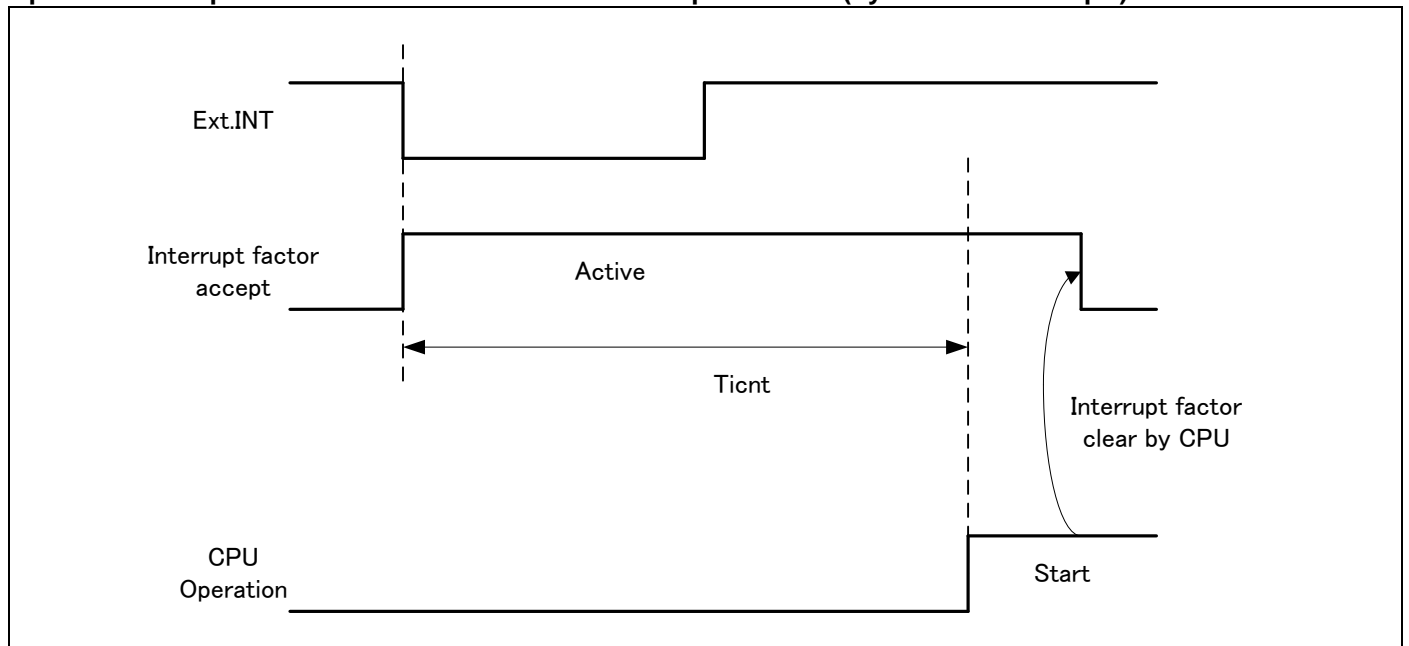 Ext.INT
Interrupt factor
accept
Active
Ticnt
Interrupt factor
clear by CPU
CPU
Operation
Start